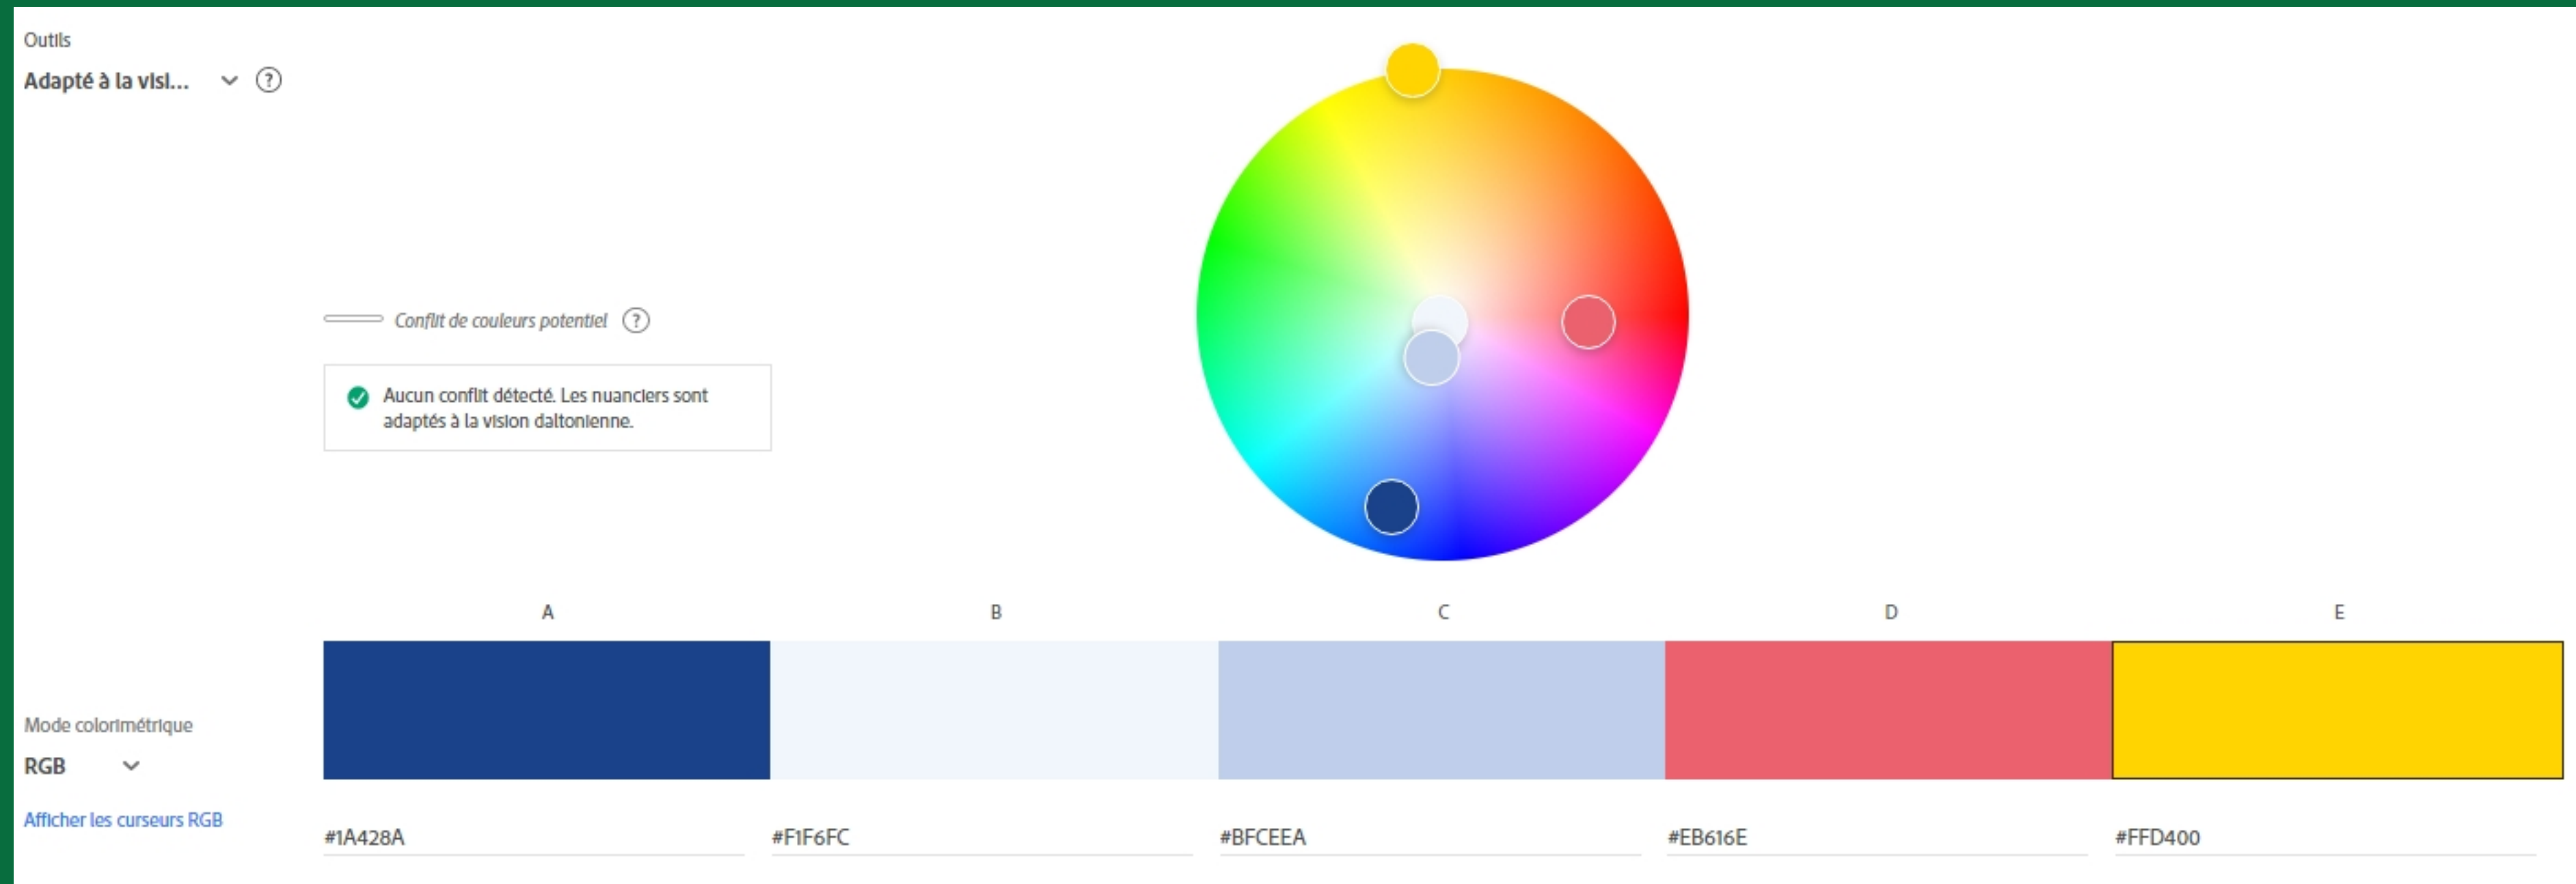 Outils
Adapté à la visi...
?
Conflit de couleurs potentiel ?
Aucun conflit détecté. Les nuanciers sont
adaptés à la vision daltonienne.
A B C D E
Mode colorimétrique
RGB
Afficher les curseurs RGB
#1A428A #F1F6FC #BFCEEA #EB616E #FFD400